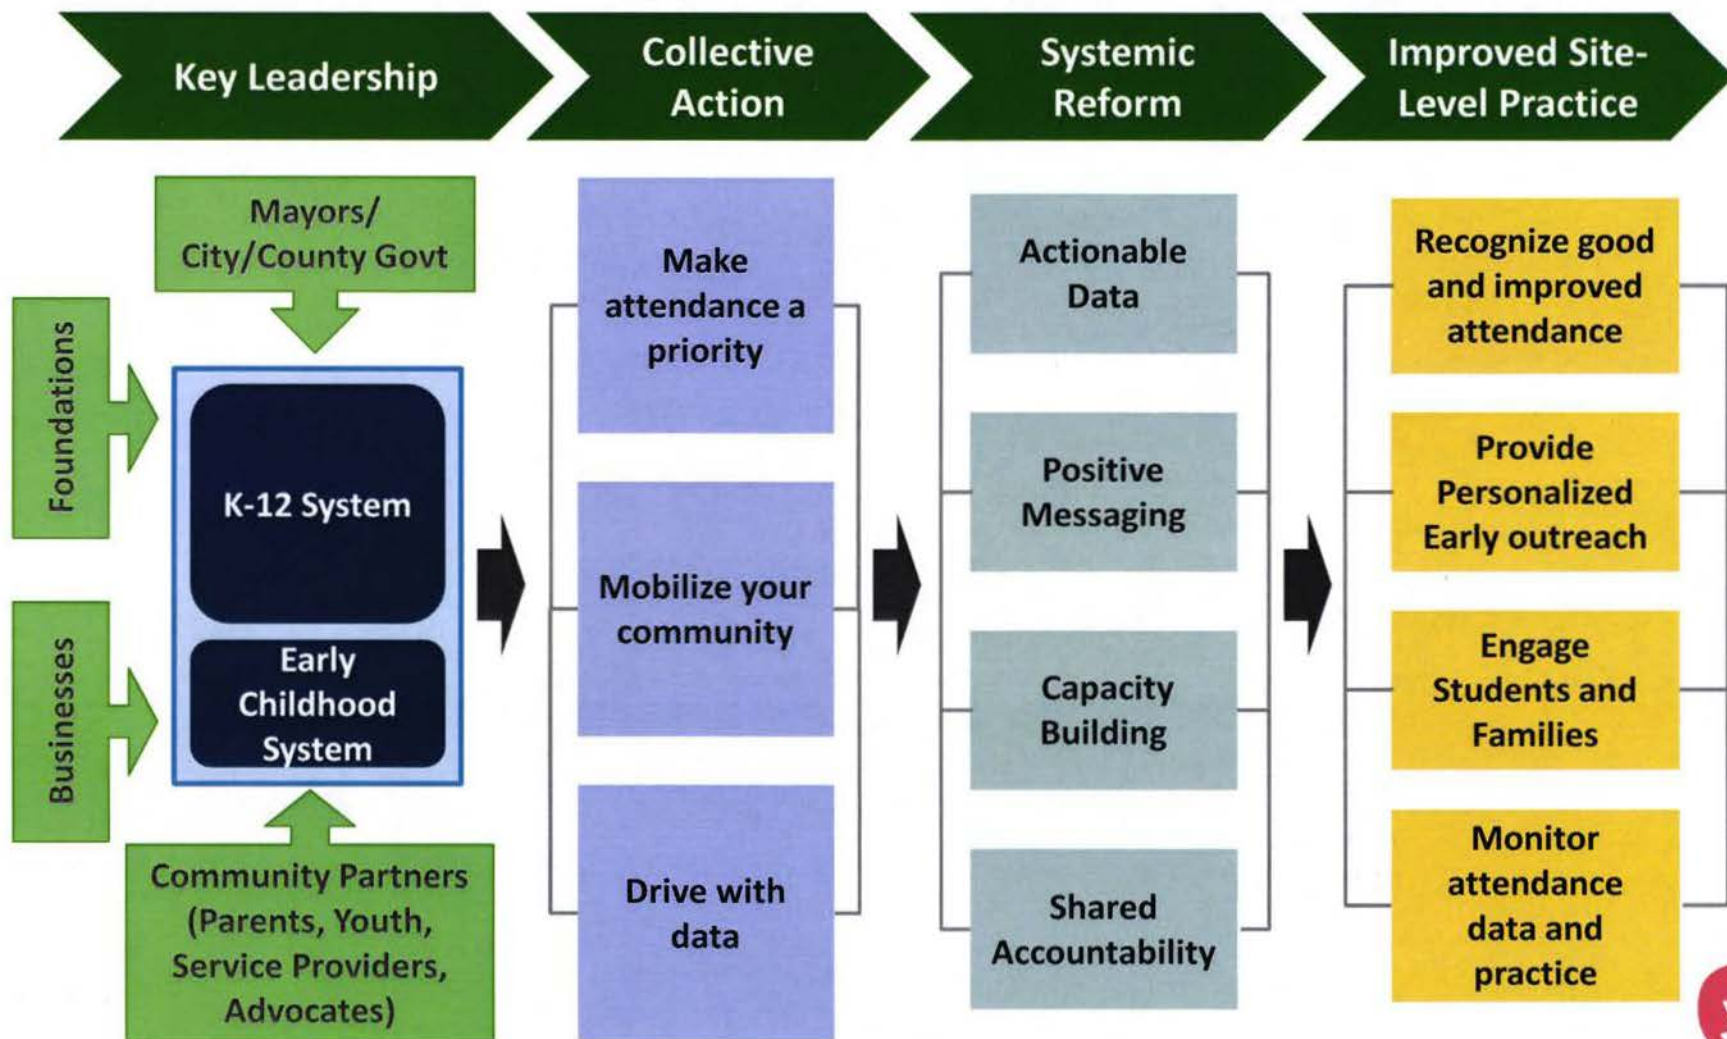 Key Leadership
Collective
Action
Systemic
Reform
Improved Site-
Level Practice
Mayors/
City/County Govt
Foundations
Businesses
K-12 System
Early
Childhood
System
Community Partners
(Parents, Youth,
Service Providers,
Advocates)
Make
attendance a
priority
Mobilize your
community
Drive with
data
Actionable
Data
Positive
Messaging
Capacity
Building
Shared
Accountability
Recognize good
and improved
attendance
Provide
Personalized
Early outreach
Engage
Students and
Families
Monitor
attendance
data and
practice